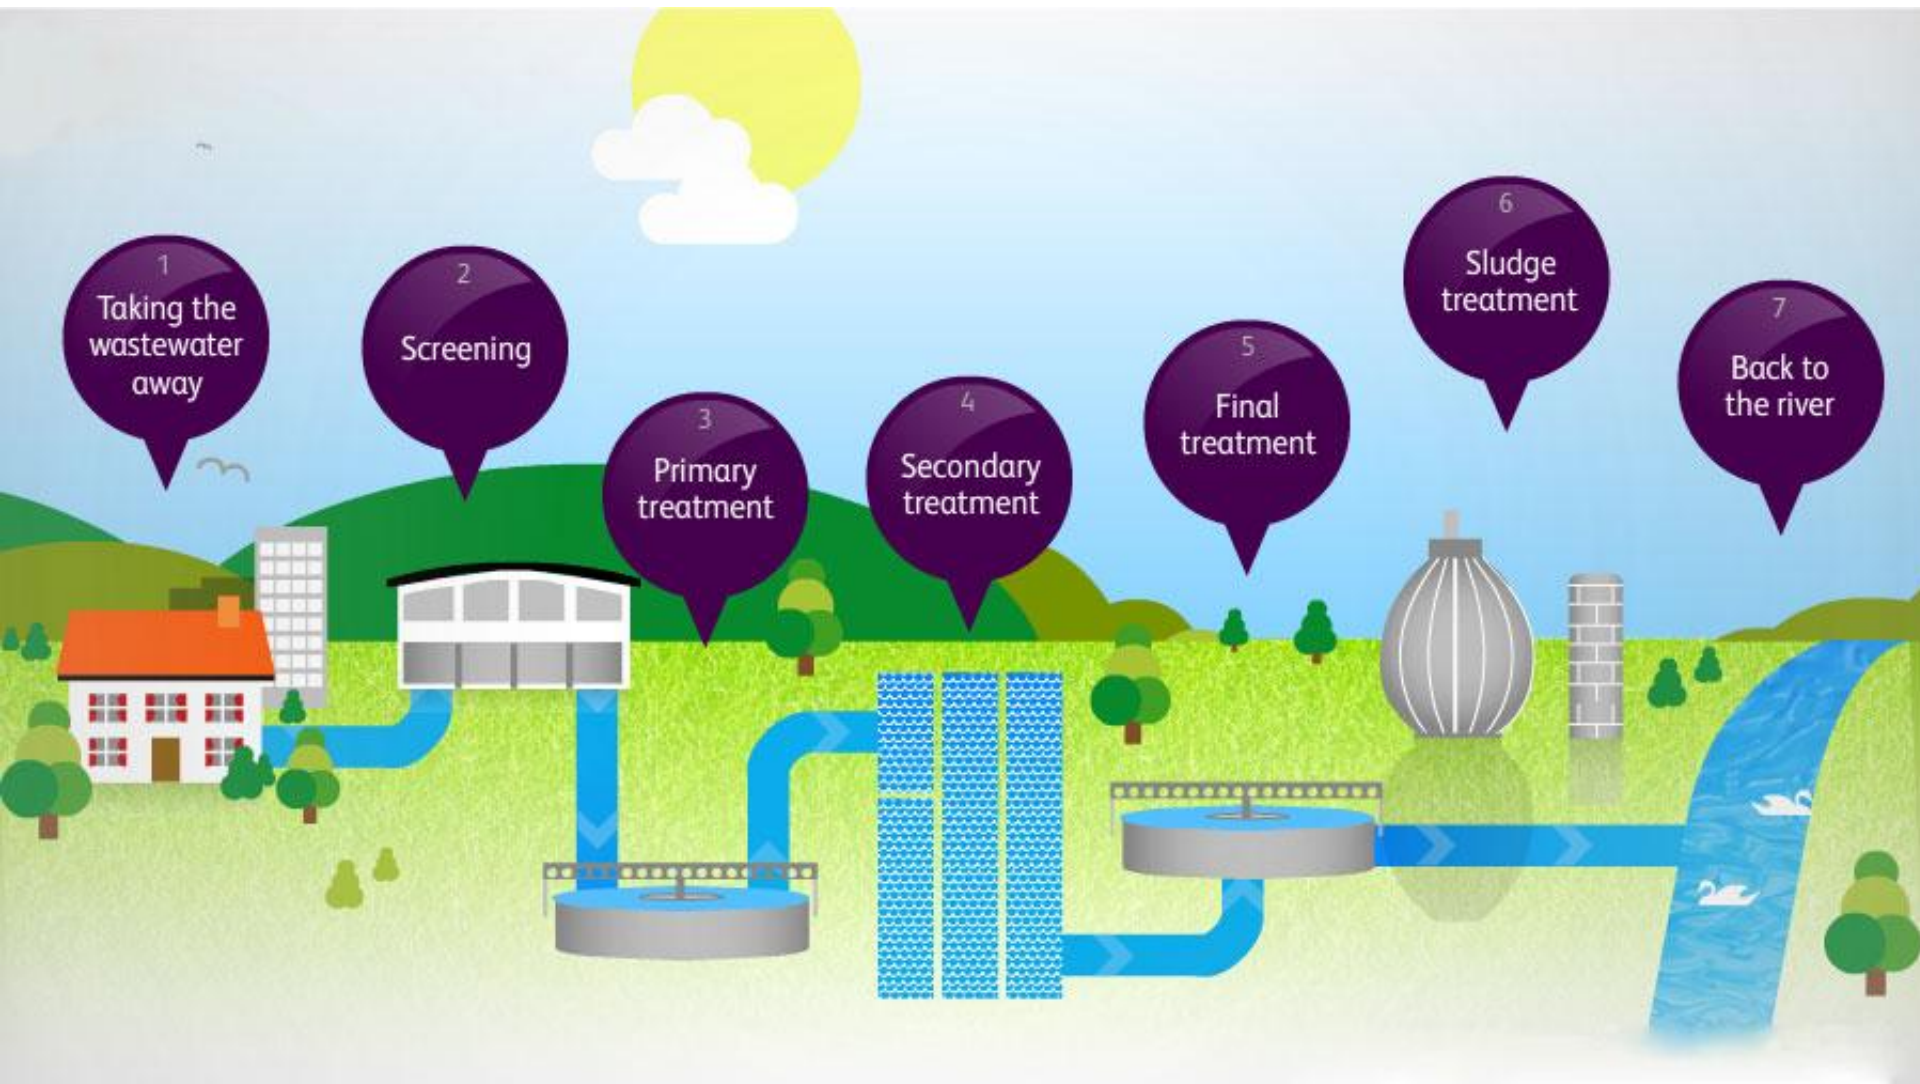 1
Taking the
wastewater
away
2
Screening
3
Primary
treatment
4
Secondary
treatment
5
Final
treatment
6
Sludge
treatment
7
Back to
the river